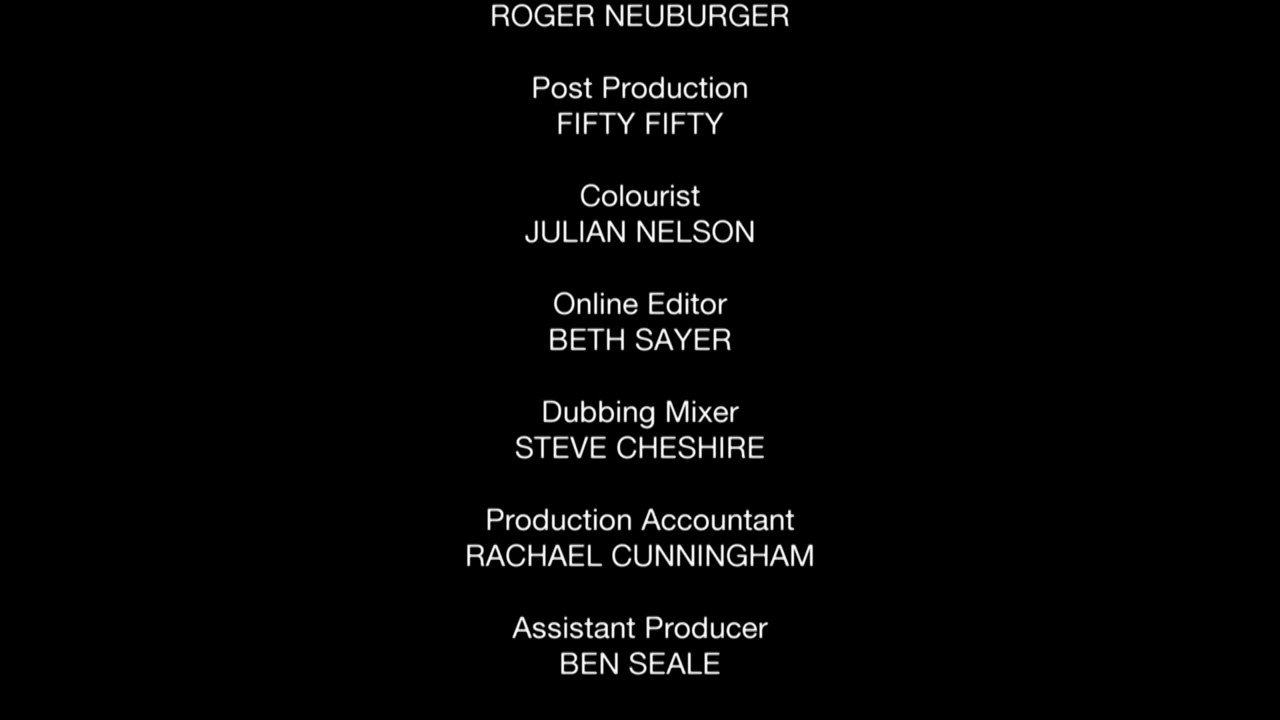 ROGER NEUBURGER
Post Production
FIFTY FIFTY
Colourist
JULIAN NELSON
Online Editor
BETH SAYER
Dubbing Mixer
STEVE CHESHIRE
Production Accountant
RACHAEL CUNNINGHAM
Assistant Producer
BEN SEALE